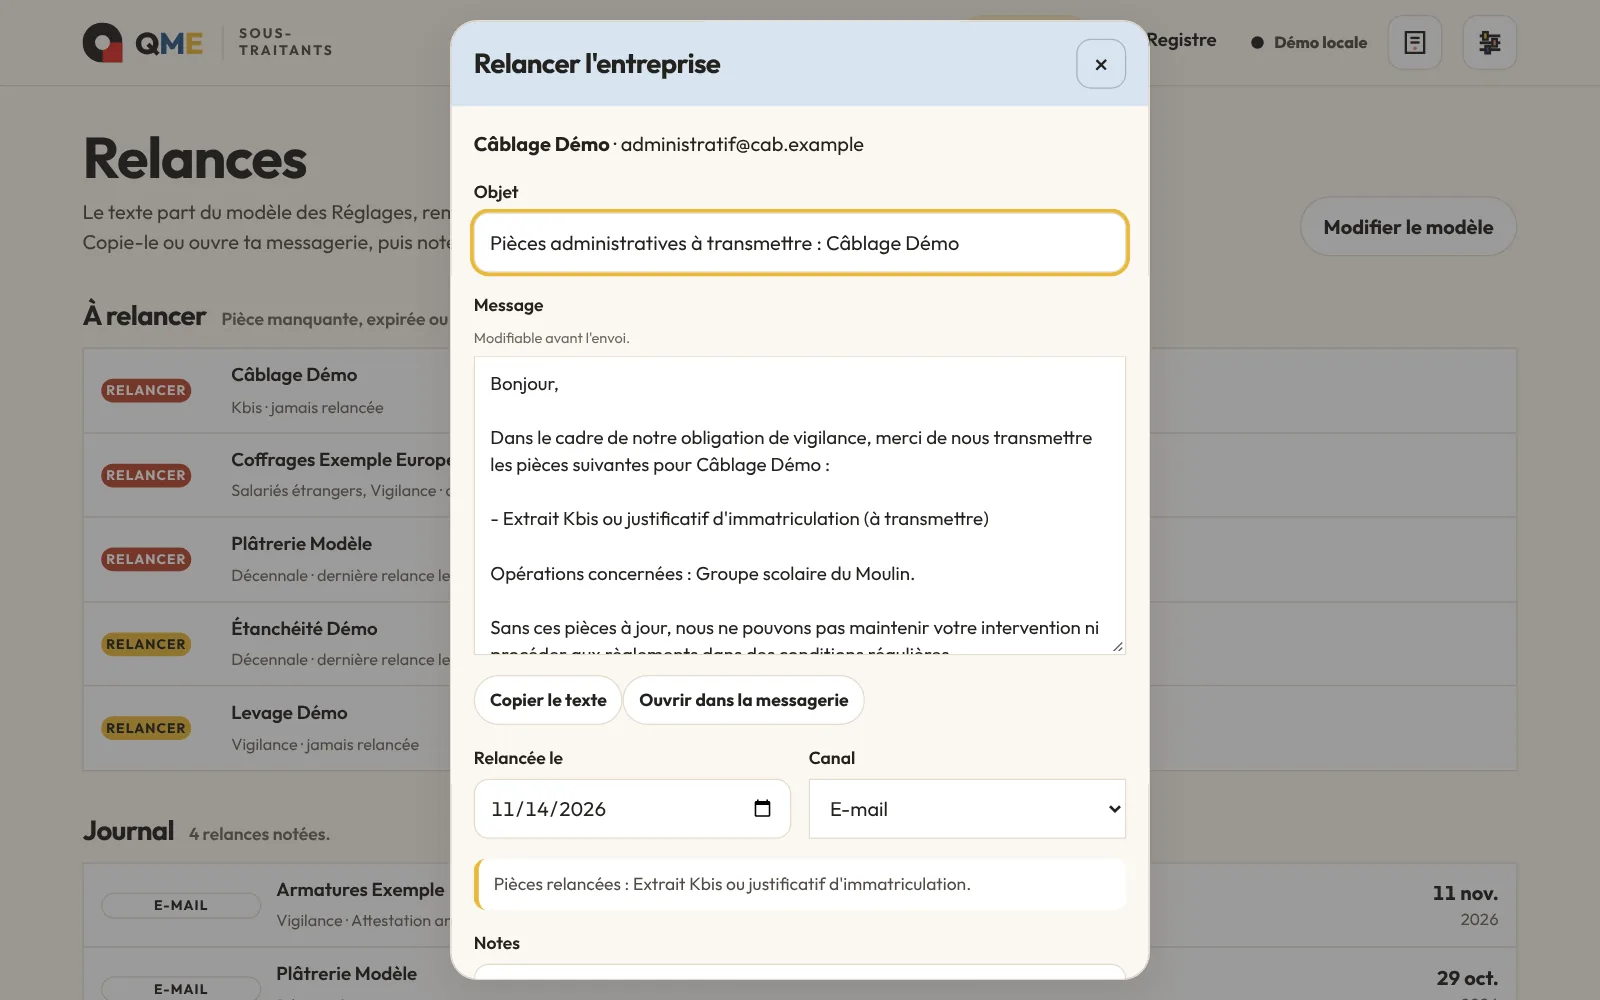 QME
SOUS-
TRAITANTS
Registre
Démo locale
Relances
Le texte part du modèle des Réglages,
Copie-le ou ouvre ta messagerie, puis
Modifier le modèle
À relancer Pièce manquante, expirée ou
RELANCER
Câblage Démo
Kbis · jamais relancée
RELANCER
Coffrages Exemple
Salariés étrangers, Vigilance ·
RELANCER
Plâtrerie Modèle
Décennale · dernière relance le
RELANCER
Étanchéité Démo
Décennale · dernière relance le
RELANCER
Levage Démo
Vigilance · jamais relancée
Journal 4 relances notées.
E-MAIL
Armatures Exemple
Vigilance · Attestation
11 nov.
2026
E-MAIL
Plâtrerie Modèle
29 oct.
Relancer l'entreprise
×
Câblage Démo · administratif@cab.example
Objet
Pièces administratives à transmettre : Câblage Démo
Message
Modifiable avant l'envoi.
Bonjour,
Dans le cadre de notre obligation de vigilance, merci de nous transmettre
les pièces suivantes pour Câblage Démo :
- Extrait Kbis ou justificatif d'immatriculation (à transmettre)
Opérations concernées : Groupe scolaire du Moulin.
Sans ces pièces à jour, nous ne pouvons pas maintenir votre intervention ni
procéder aux règlements dans des conditions régulières.
Copier le texte
Ouvrir dans la messagerie
Relancée le
Canal
11/14/2026
E-mail
Pièces relancées : Extrait Kbis ou justificatif d'immatriculation.
Notes